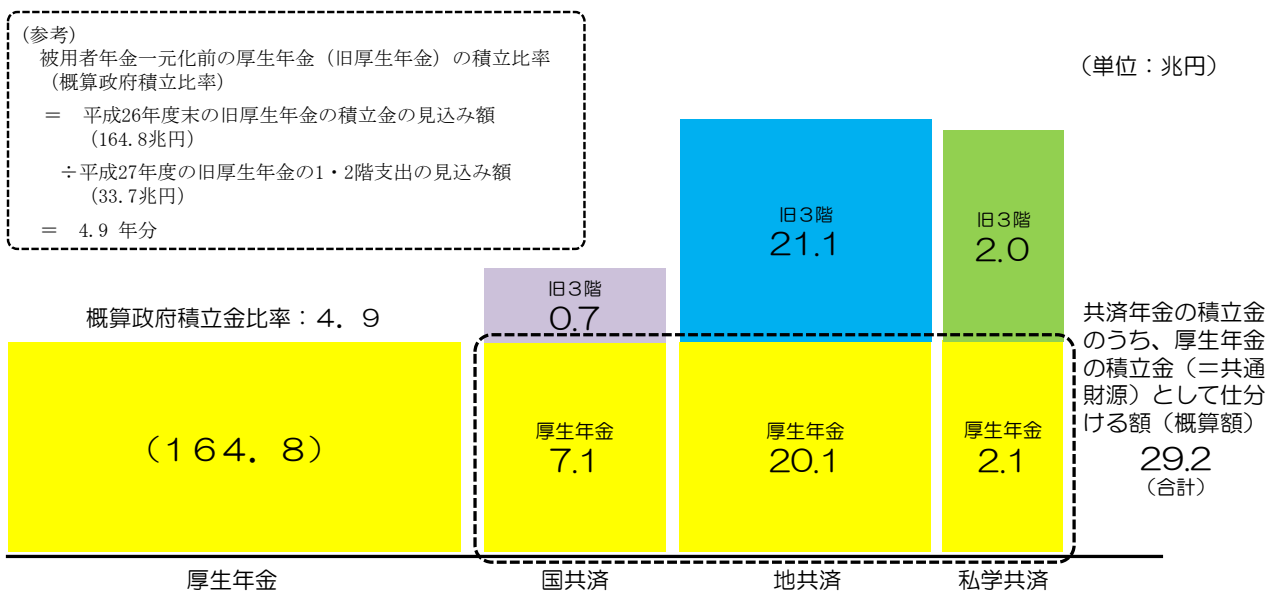 (参考)
被用者年金一元化前の厚生年金（旧厚生年金）の積立比率
（概算政府積立比率）
＝　平成26年度末の旧厚生年金の積立金の見込み額
（164.8兆円）
÷平成27年度の旧厚生年金の1・2階支出の見込み額
（33.7兆円）
＝　4.9 年分
（単位：兆円）
旧３階
21.1
旧３階
2.0
旧３階
0.7
概算政府積立金比率：４．９
共済年金の積立金
のうち、厚生年金
の積立金（＝共通
財源）として仕分
ける額（概算額）
29.2
（合計）
（１６４．８）
厚生年金
7.1
厚生年金
20.1
厚生年金
2.1
厚生年金
国共済
地共済
私学共済